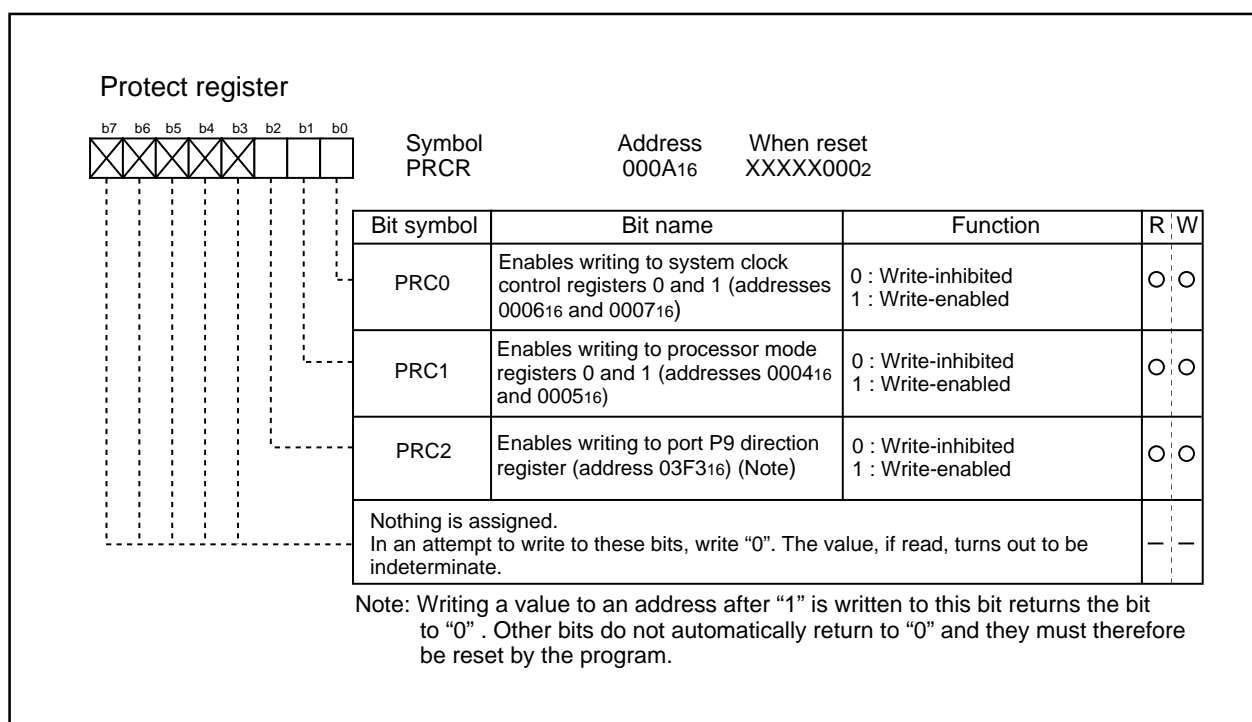 Protect register
b7 b6 b5 b4 b3 b2 b1 b0
Symbol Address When reset
PRCR 000A16 XXXXX0002
Bit symbol Bit name Function R W
PRC0
Enables writing to system clock
control registers 0 and 1 (addresses
000616 and 000716)
0 : Write-inhibited
1 : Write-enabled
PRC1
Enables writing to processor mode
registers 0 and 1 (addresses 000416
and 000516)
0 : Write-inhibited
1 : Write-enabled
PRC2
Enables writing to port P9 direction
register (address 03F316) (Note)
0 : Write-inhibited
1 : Write-enabled
Nothing is assigned.
In an attempt to write to these bits, write “0”. The value, if read, turns out to be
indeterminate.
Note: Writing a value to an address after “1” is written to this bit returns the bit
to “0” . Other bits do not automatically return to “0” and they must therefore
be reset by the program.